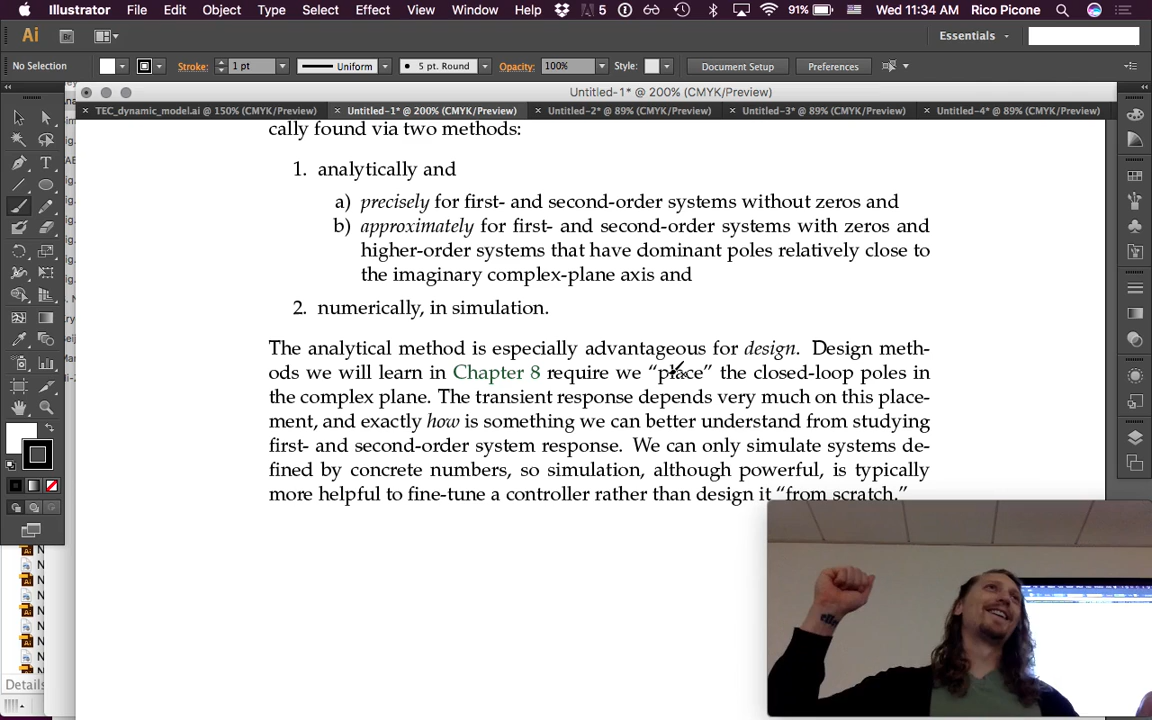 Illustrator File Edit Object Type Select Effect View Window Help 5 91% Wed 11:34 AM Rico Picone
Ai Br Essentials
No Selection Stroke: 1 pt Uniform 5 pt. Round Opacity: 100% Style: Document Setup Preferences
Untitled-1* @ 200% (CMYK/Preview)
TEC_dynamic_model.ai @ 150% (CMYK/Preview) Untitled-1* @ 200% (CMYK/Preview) Untitled-2* @ 89% (CMYK/Preview) Untitled-3* @ 89% (CMYK/Preview) Untitled-4* @ 89% (CMYK/Preview)
cally found via two methods:
1. analytically and
a) precisely for first- and second-order systems without zeros and
b) approximately for first- and second-order systems with zeros and
higher-order systems that have dominant poles relatively close to
the imaginary complex-plane axis and
2. numerically, in simulation.
The analytical method is especially advantageous for design. Design meth-
ods we will learn in Chapter 8 require we “place” the closed-loop poles in
the complex plane. The transient response depends very much on this place-
ment, and exactly how is something we can better understand from studying
first- and second-order system response. We can only simulate systems de-
fined by concrete numbers, so simulation, although powerful, is typically
more helpful to fine-tune a controller rather than design it “from scratch.”
Details